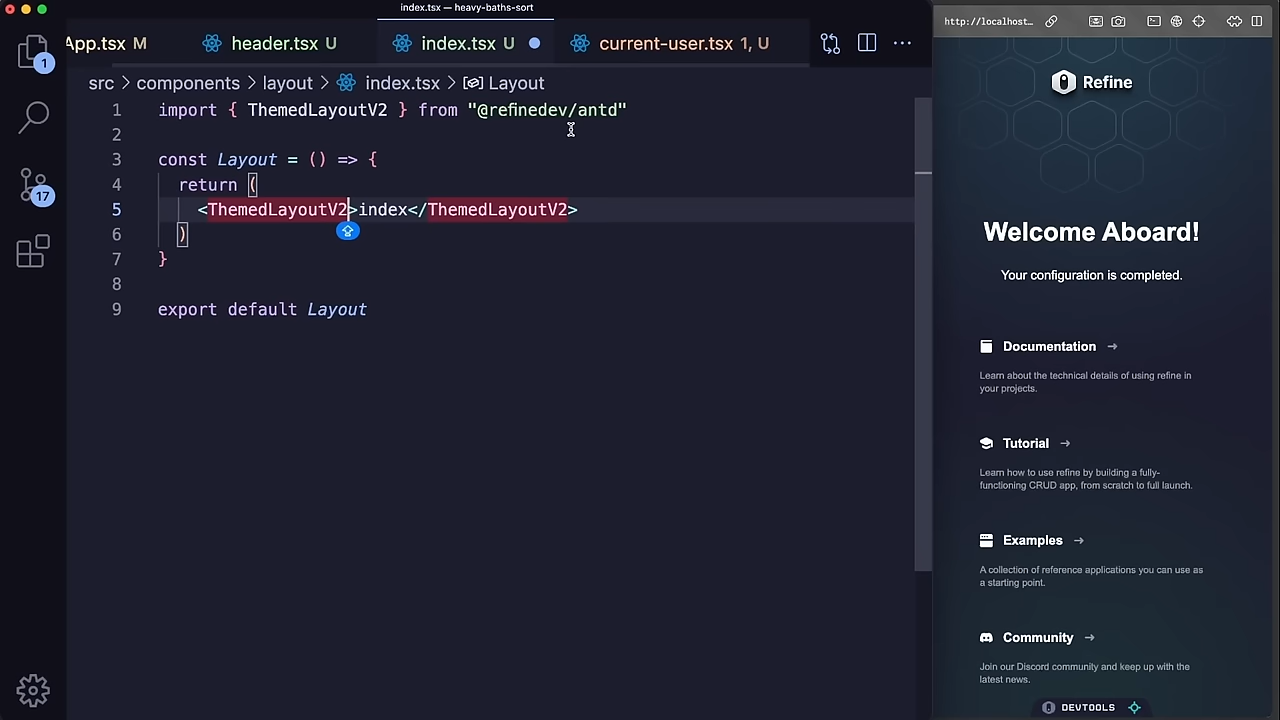 index.tsx — heavy-baths-sort
App.tsx M
header.tsx U
index.tsx U
current-user.tsx 1, U
src > components > layout > index.tsx > Layout
1 import { ThemedLayoutV2 } from "@refinedev/antd"
2
3 const Layout = () => {
4 return (
5 <ThemedLayoutV2>index</ThemedLayoutV2>
6 )
7 }
8
9 export default Layout
1
17
http://localhost...
Refine
Welcome Aboard!
Your configuration is completed.
Documentation →
Learn about the technical details of using refine in
your projects.
Tutorial →
Learn how to use refine by building a fully-
functioning CRUD app, from scratch to full launch.
Examples →
A collection of reference applications you can use as
a starting point.
Community →
Join our Discord community and keep up with the
latest news.
DEVTOOLS